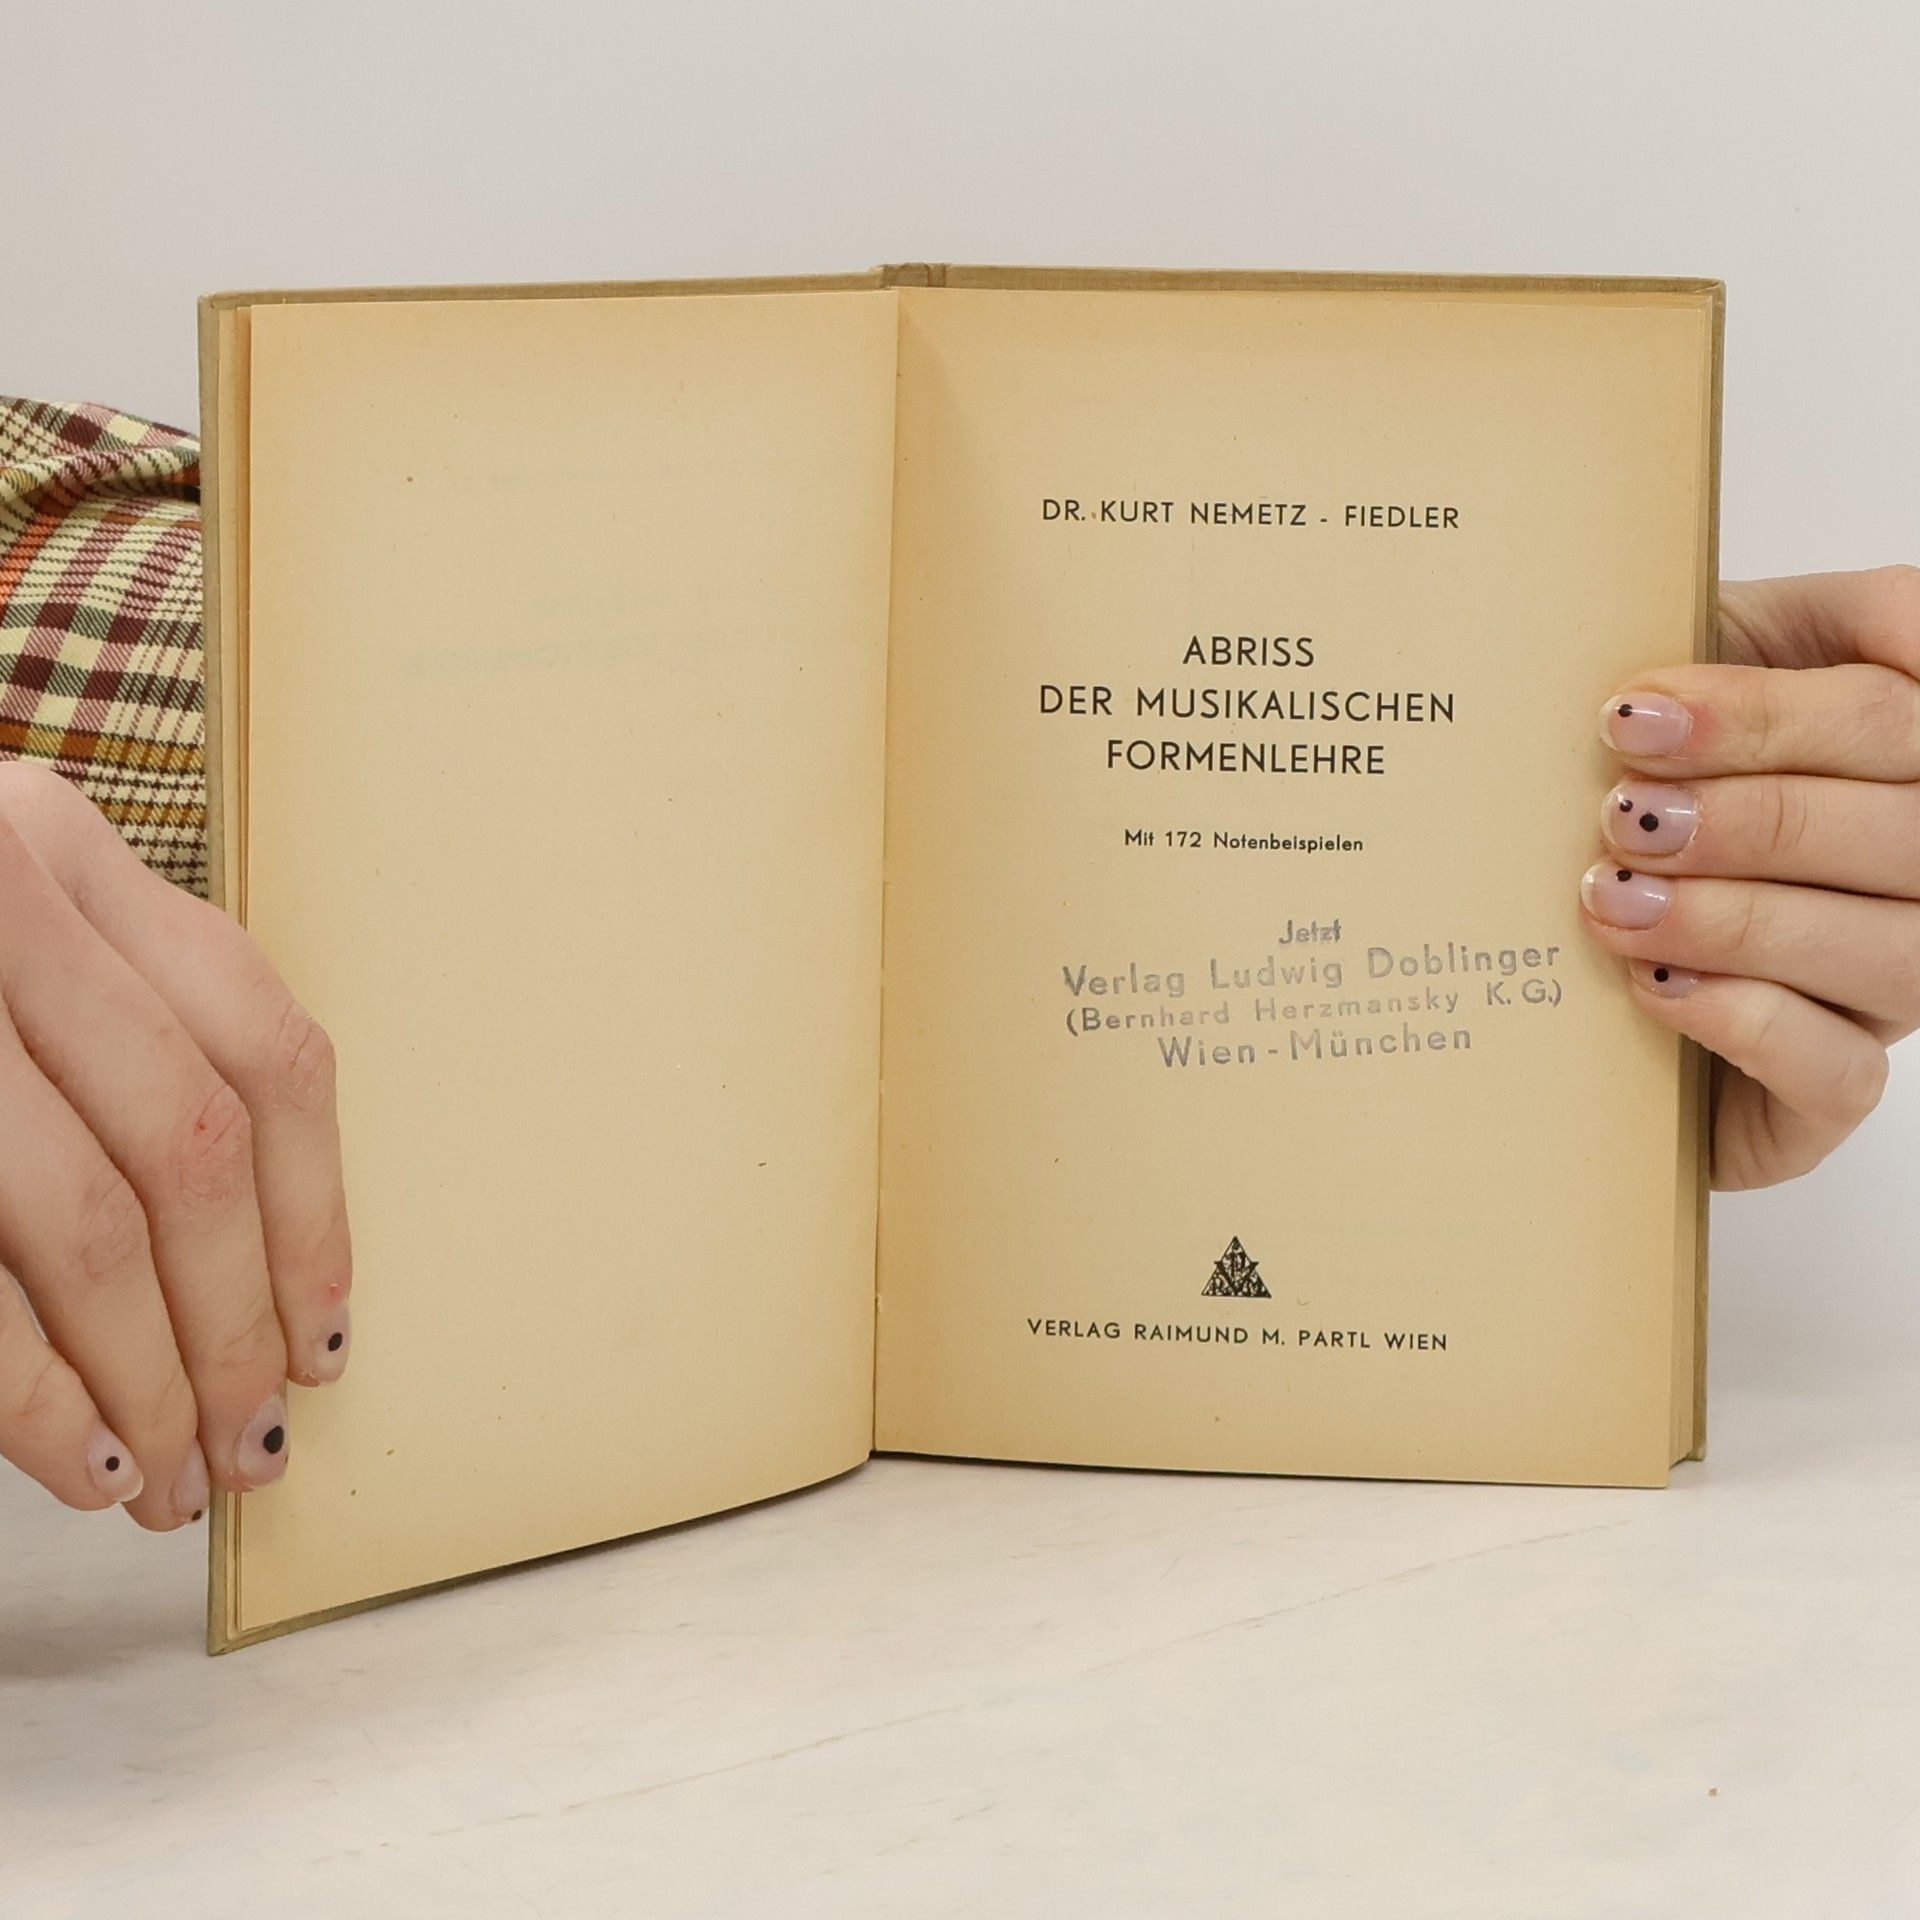 DR. KURT NEMETZ - FIEDLER
ABRISS
DER MUSIKALISCHEN
FORMENLEHRE
Mit 172 Notenbeispielen
Jetzt
Verlag Ludwig Doblinger
(Bernhard Herzmansky K. G.)
Wien - München
VERLAG RAIMUND M. PARTL WIEN